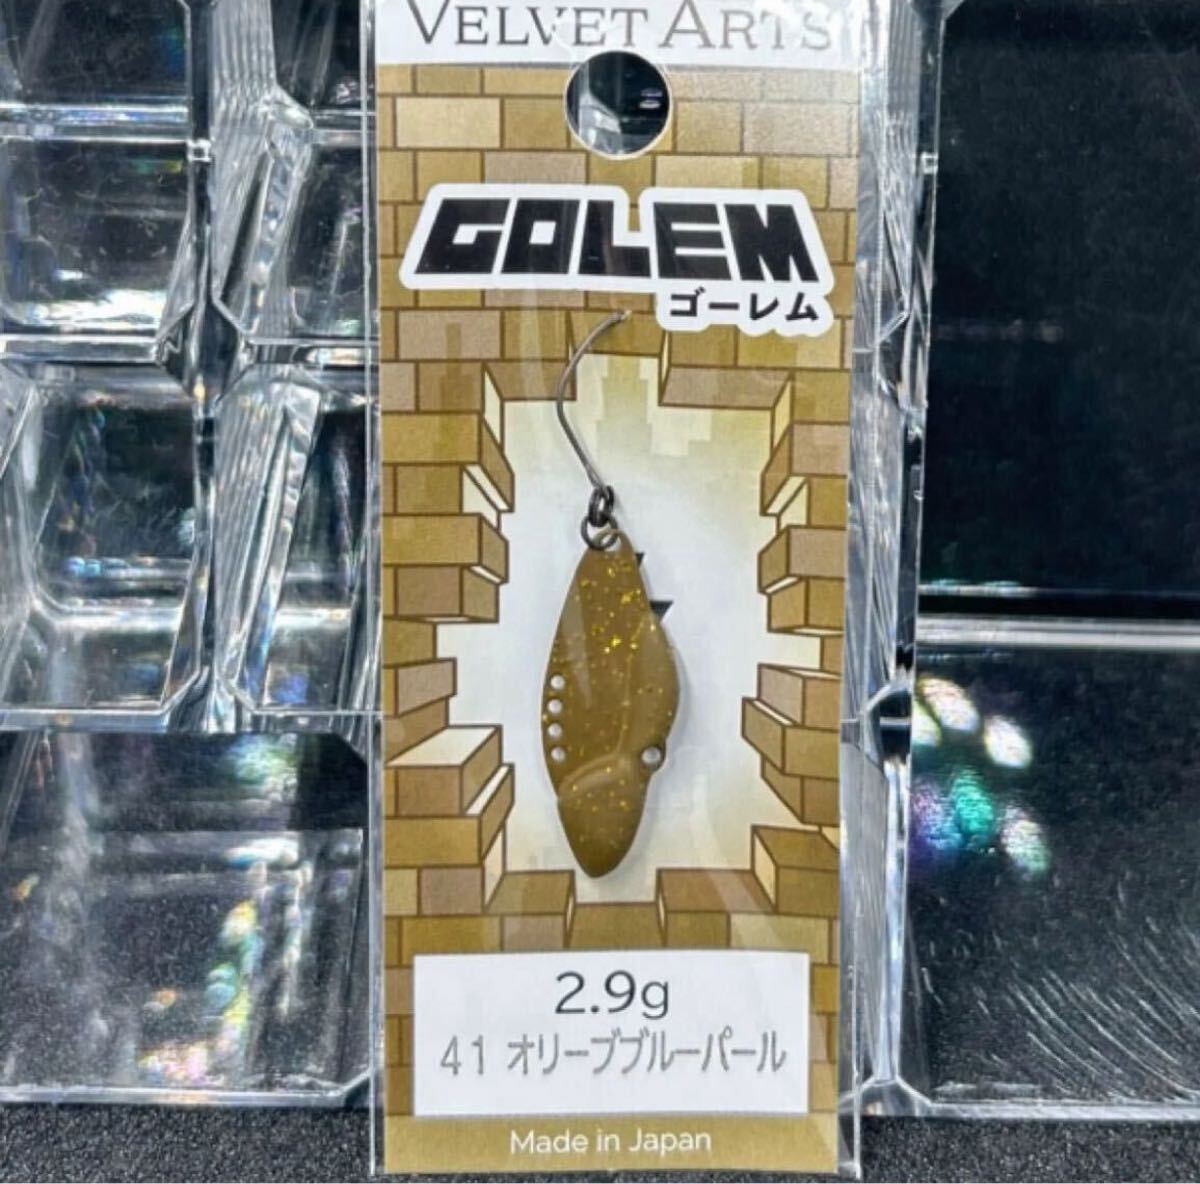 VELVET ARTS
GOLEM
ゴーレム
2.9g
41 オリーブブルーパール
Made in Japan